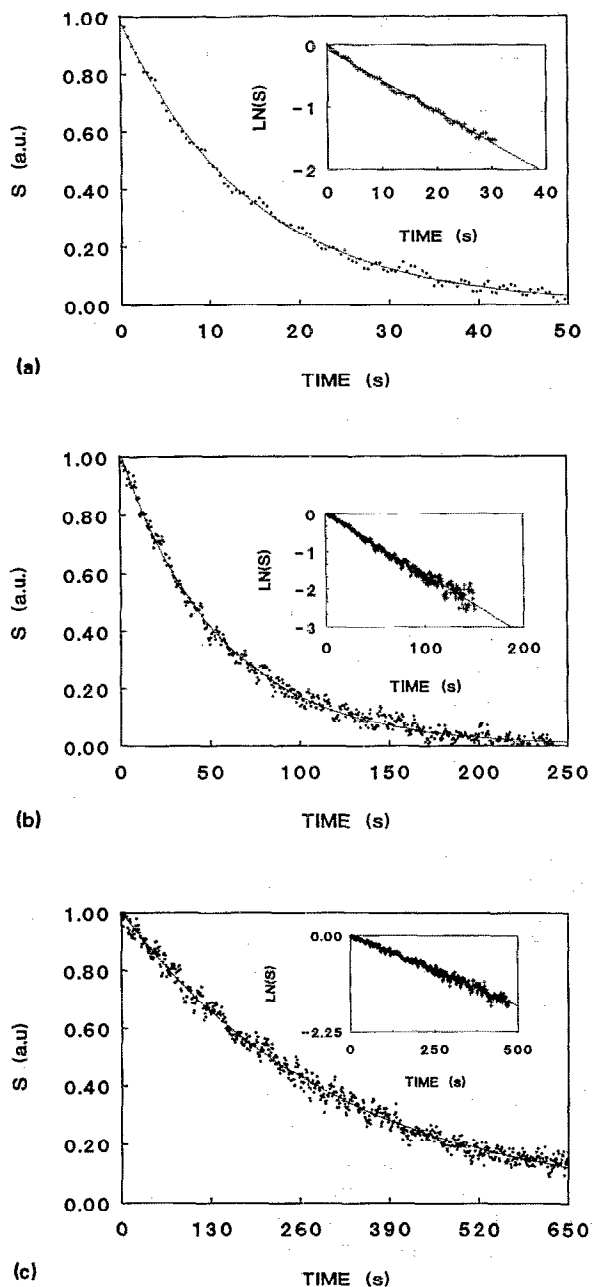 1.00
0.80
0.60
0.40
0.20
0.00
S (a.u.)
0 10 20 30 40 50
TIME (s)
0
-1
-2
LN(S)
0 10 20 30 40
TIME (s)
(a)
1.00
0.80
0.60
0.40
0.20
0.00
S (a.u.)
0 50 100 150 200 250
TIME (s)
0
-1
-2
-3
LN(S)
0 100 200
TIME (s)
(b)
1.00
0.80
0.60
0.40
0.20
0.00
S (a.u)
0 130 260 390 520 650
TIME (s)
0.00
-2.25
LN(S)
0 250 500
TIME (s)
(c)